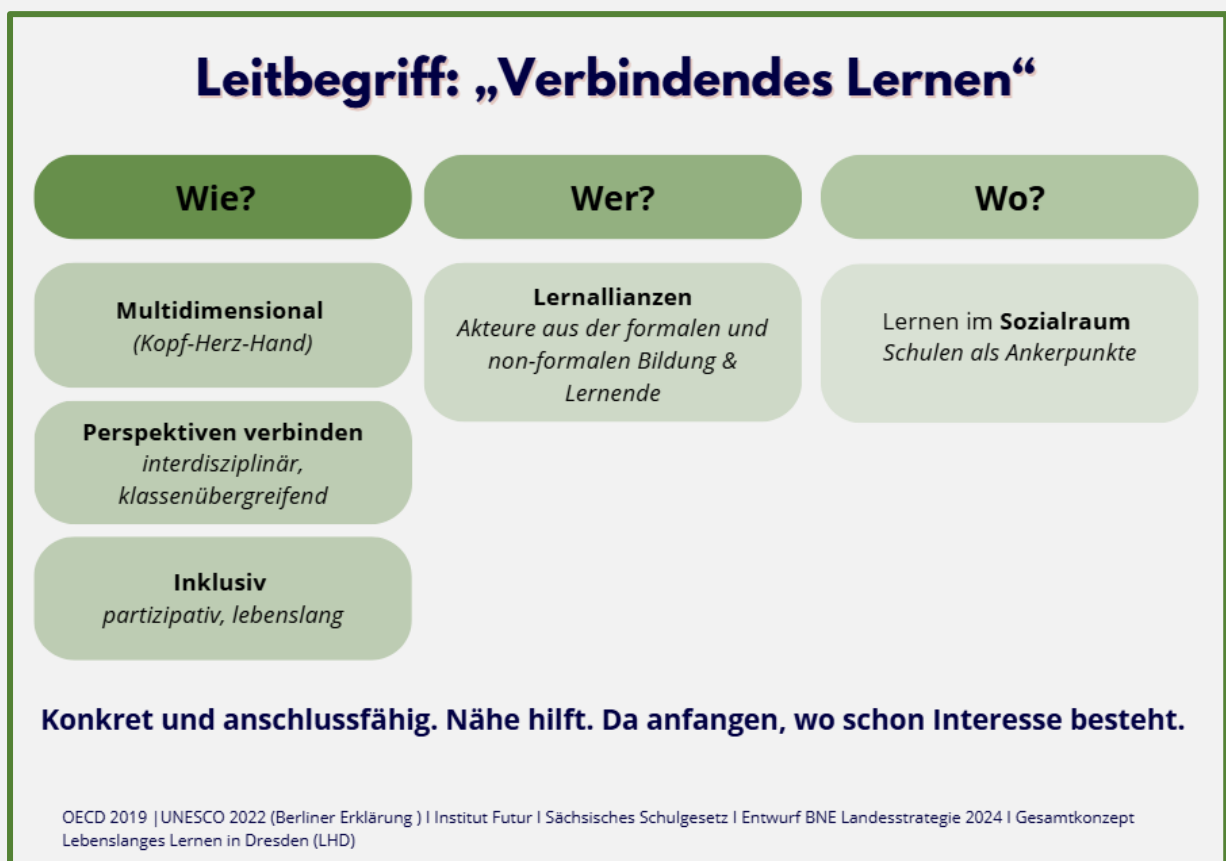 Leitbegriff: „Verbindendes Lernen“
Wie?
Multidimensional
(Kopf-Herz-Hand)
Perspektiven verbinden
interdisziplinär,
klassenübergreifend
Inklusiv
partizipativ, lebenslang
Wer?
Lernallianzen
Akteure aus der formalen und
non-formalen Bildung &
Lernende
Wo?
Lernen im Sozialraum
Schulen als Ankerpunkte
Konkret und anschlussfähig. Nähe hilft. Da anfangen, wo schon Interesse besteht.
OECD 2019 |UNESCO 2022 (Berliner Erklärung ) I Institut Futur I Sächsisches Schulgesetz I Entwurf BNE Landesstrategie 2024 I Gesamtkonzept
Lebenslanges Lernen in Dresden (LHD)